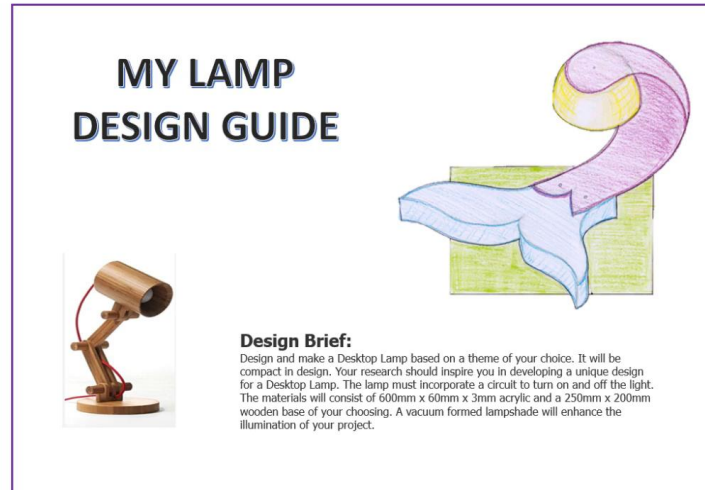 MY LAMP
DESIGN GUIDE
Design Brief:
Design and make a Desktop Lamp based on a theme of your choice. It will be
compact in design. Your research should inspire you in developing a unique design
for a Desktop Lamp. The lamp must incorporate a circuit to turn on and off the light.
The materials will consist of 600mm x 60mm x 3mm acrylic and a 250mm x 200mm
wooden base of your choosing. A vacuum formed lampshade will enhance the
illumination of your project.